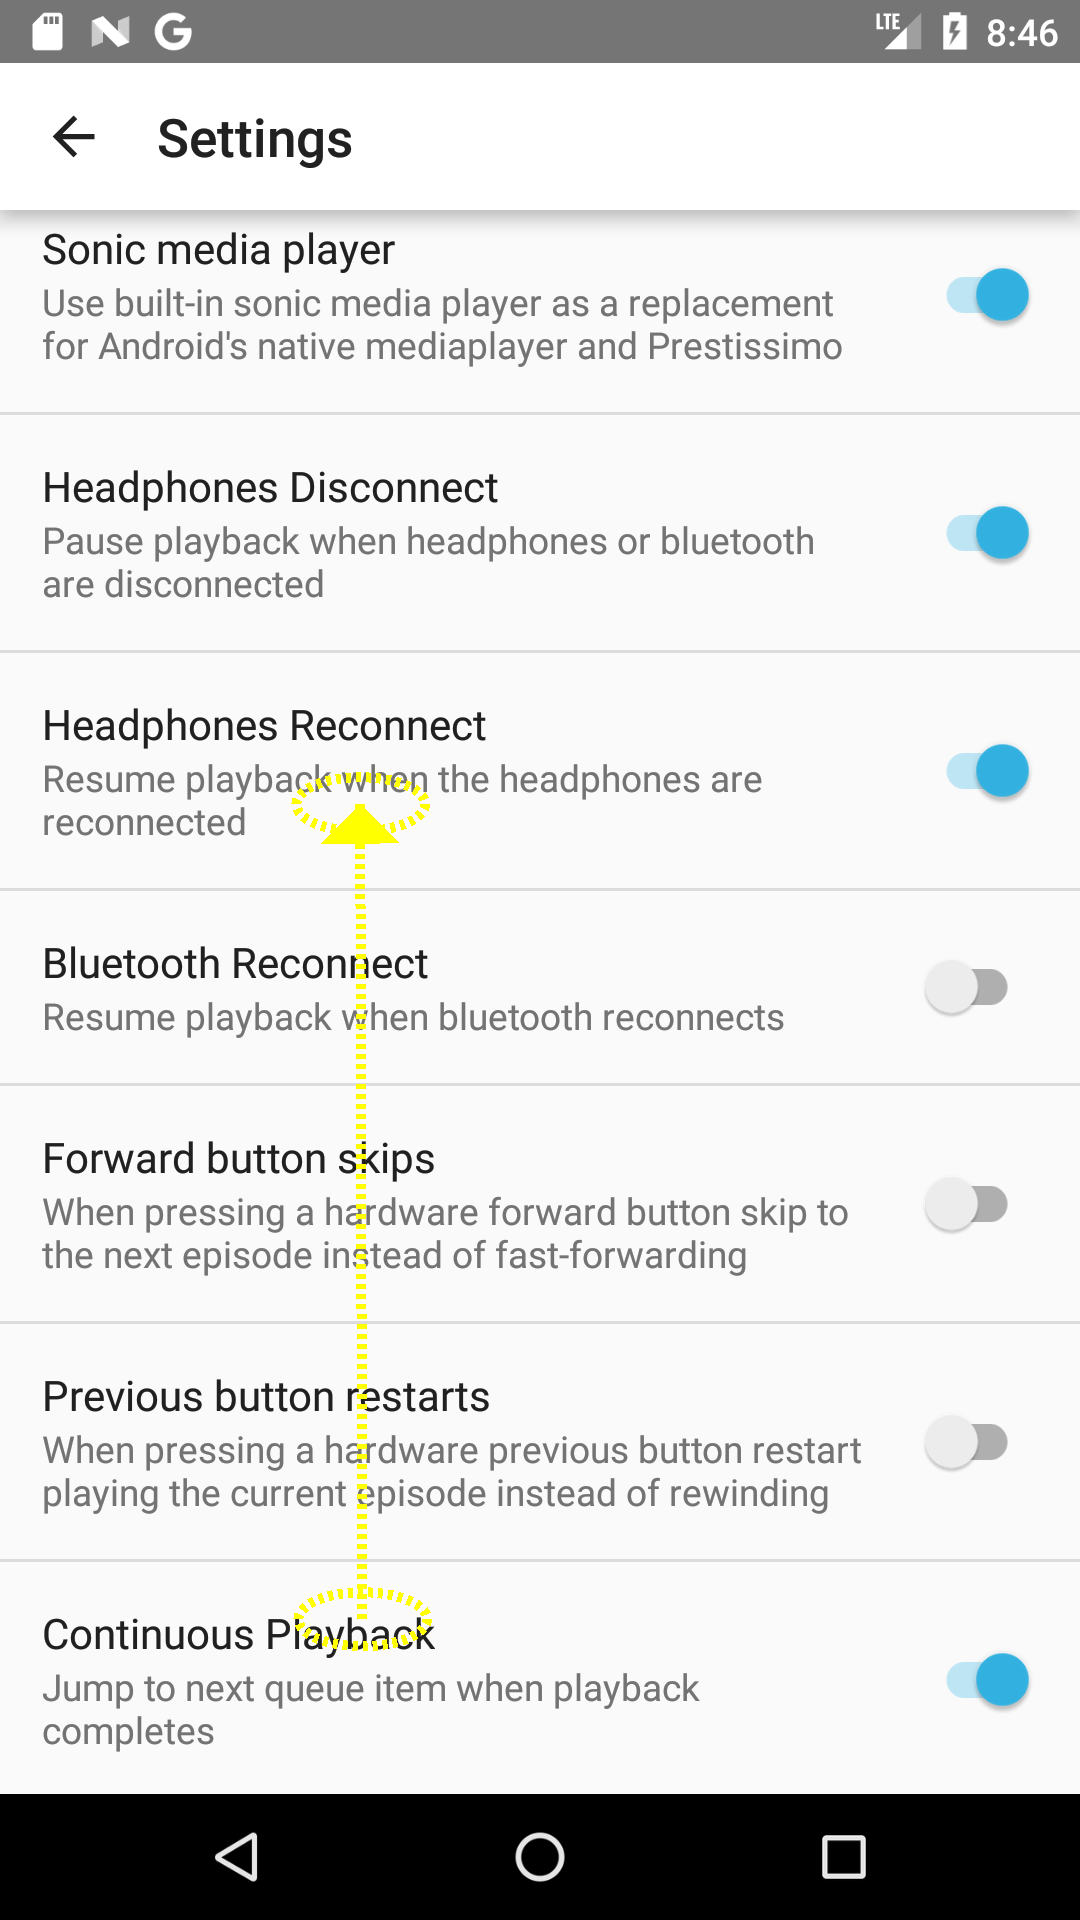 LTE 8:46
Settings
Sonic media player
Use built-in sonic media player as a replacement
for Android's native mediaplayer and Prestissimo
Headphones Disconnect
Pause playback when headphones or bluetooth
are disconnected
Headphones Reconnect
Resume playback when the headphones are
reconnected
Bluetooth Reconnect
Resume playback when bluetooth reconnects
Forward button skips
When pressing a hardware forward button skip to
the next episode instead of fast-forwarding
Previous button restarts
When pressing a hardware previous button restart
playing the current episode instead of rewinding
Continuous Playback
Jump to next queue item when playback
completes